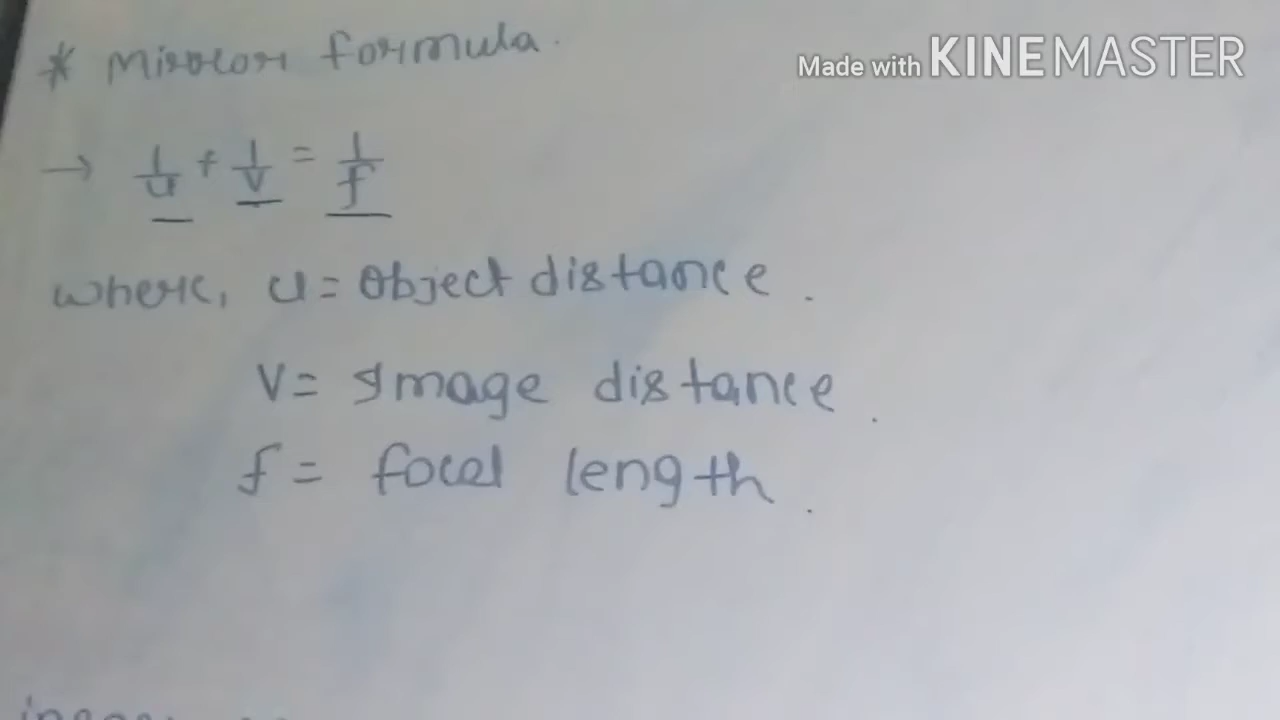 * Mirror formula.
Made with KINEMASTER
→ 1/u + 1/v = 1/f
where, u = Object distance.
V = Image distance.
f = focal length.